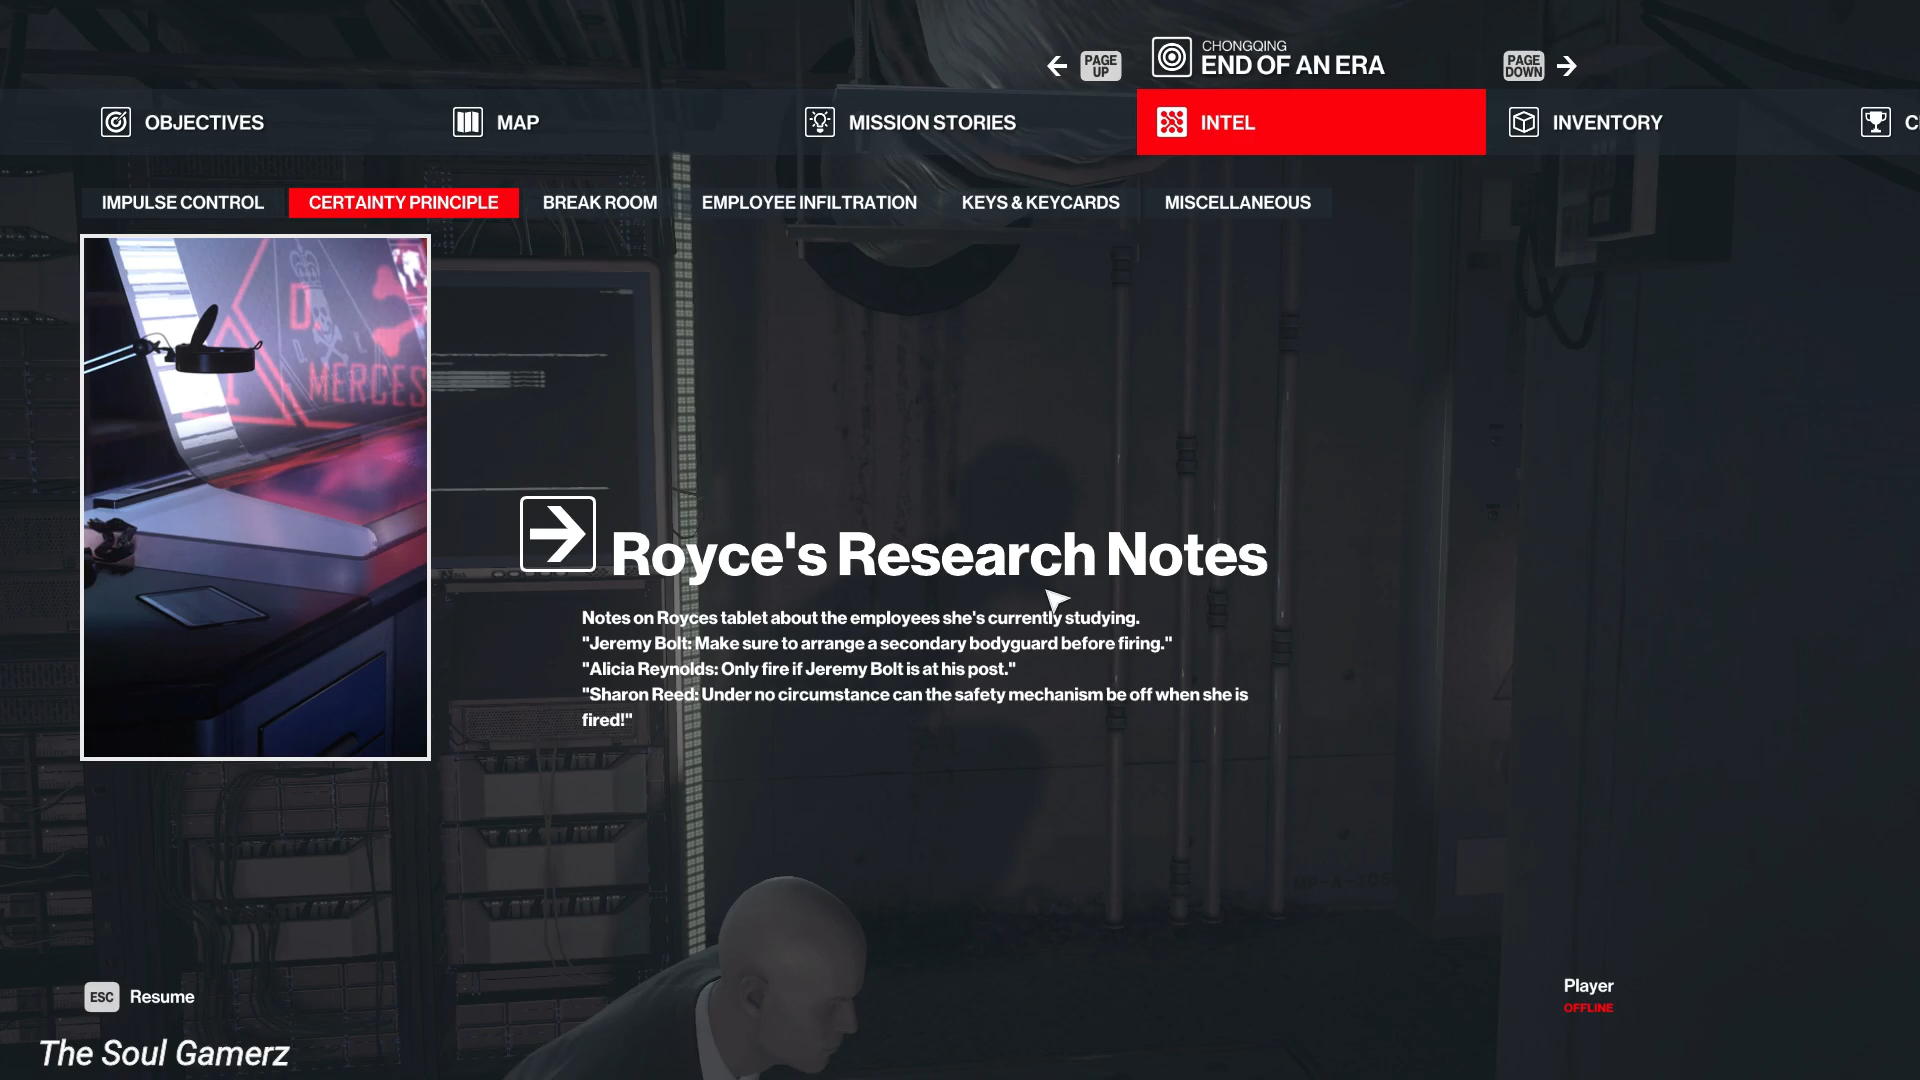 PAGE UP
CHONGQING
END OF AN ERA
PAGE DOWN
OBJECTIVES
MAP
MISSION STORIES
INTEL
INVENTORY
IMPULSE CONTROL
CERTAINTY PRINCIPLE
BREAK ROOM
EMPLOYEE INFILTRATION
KEYS & KEYCARDS
MISCELLANEOUS
MERCES
Royce's Research Notes
Notes on Royces tablet about the employees she's currently studying.
"Jeremy Bolt: Make sure to arrange a secondary bodyguard before firing."
"Alicia Reynolds: Only fire if Jeremy Bolt is at his post."
"Sharon Reed: Under no circumstance can the safety mechanism be off when she is
fired!"
ESC Resume
Player
OFFLINE
The Soul Gamerz